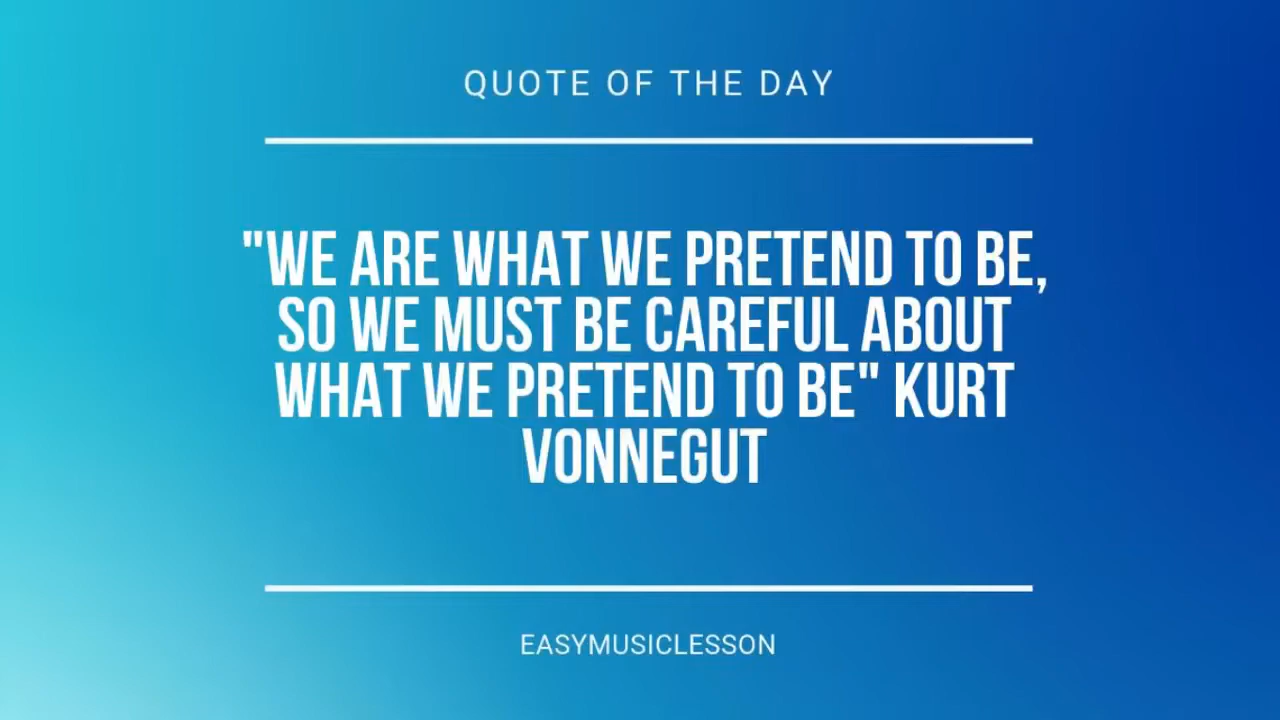 QUOTE OF THE DAY
"WE ARE WHAT WE PRETEND TO BE,
SO WE MUST BE CAREFUL ABOUT
WHAT WE PRETEND TO BE" KURT
VONNEGUT
EASYMUSICLESSON